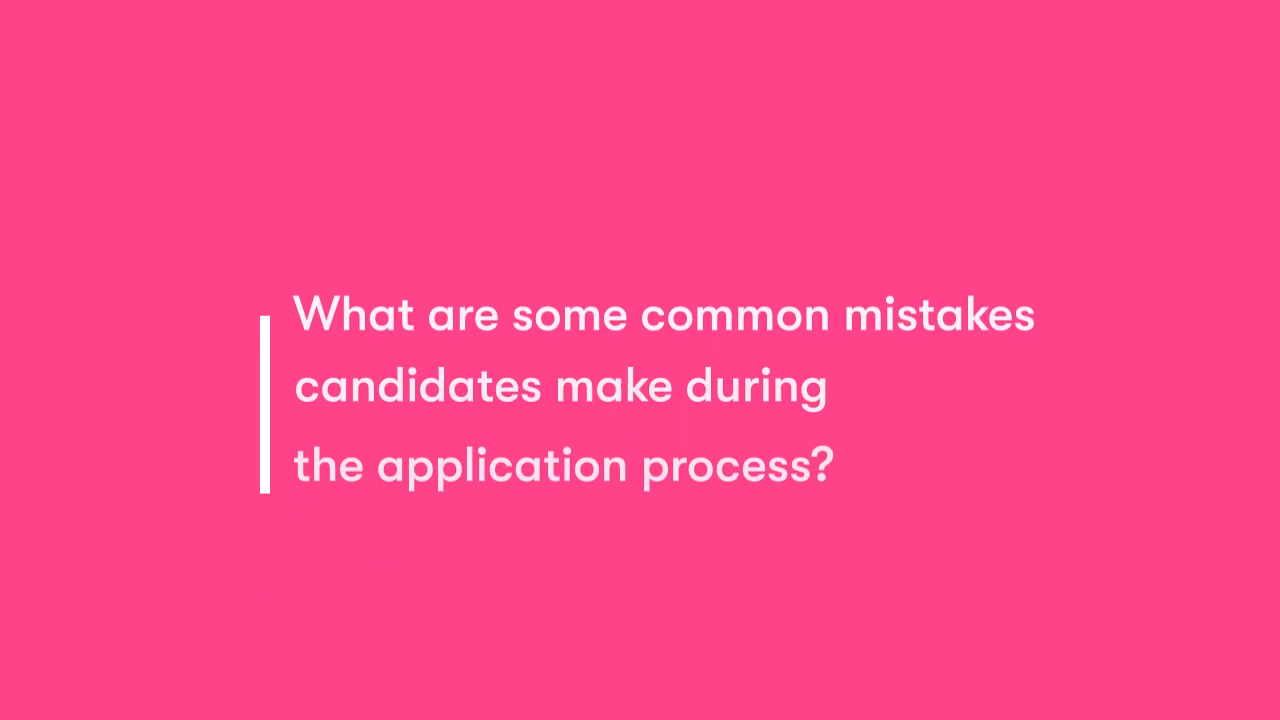 What are some common mistakes
candidates make during
the application process?